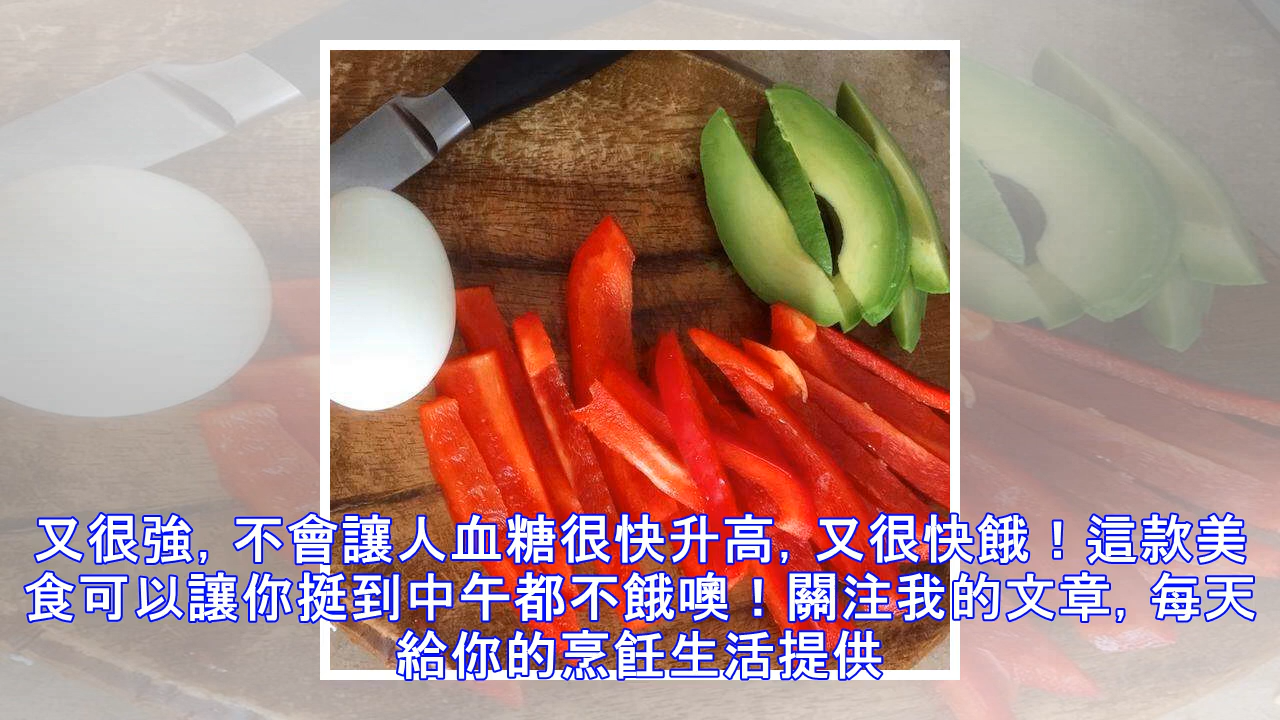 又很強, 不會讓人血糖很快升高, 又很快餓！這款美
食可以讓你挺到中午都不餓噢！關注我的文章, 每天
給你的烹飪生活提供